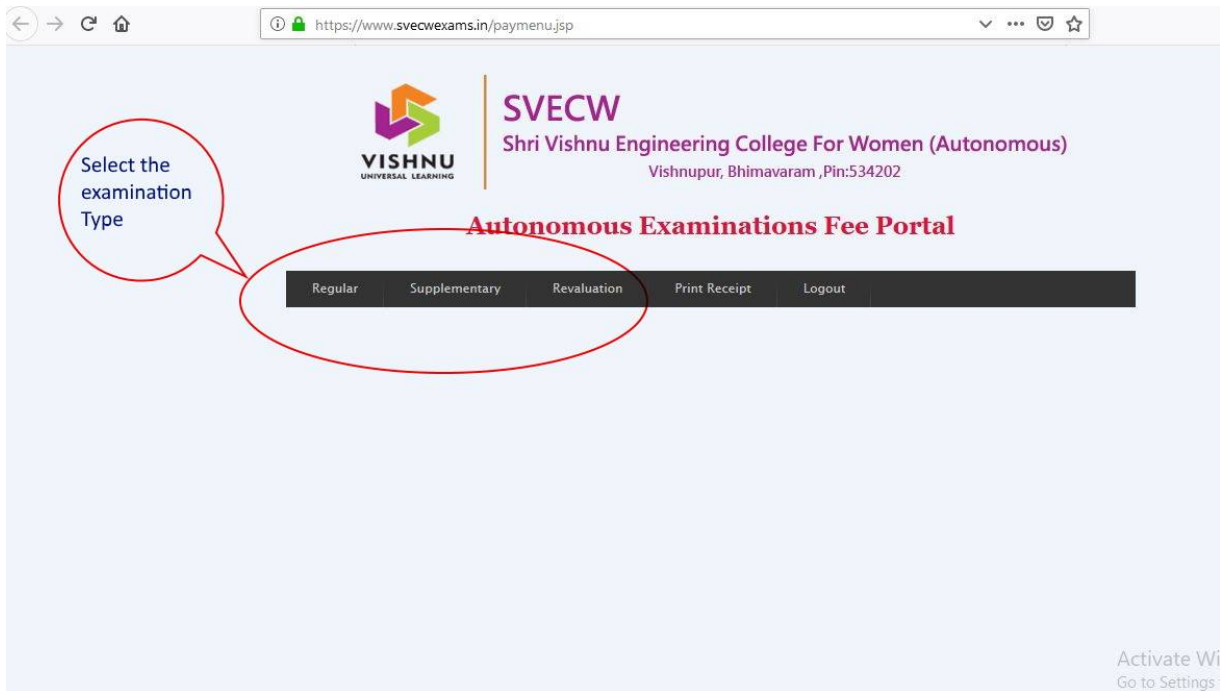 https://www.svecwexams.in/paymenu.jsp
VISHNU
UNIVERSAL LEARNING
SVECW
Shri Vishnu Engineering College For Women (Autonomous)
Vishnupur, Bhimavaram ,Pin:534202
Select the
examination
Type
Autonomous Examinations Fee Portal
Regular Supplementary Revaluation Print Receipt Logout
Activate Wi
Go to Settings